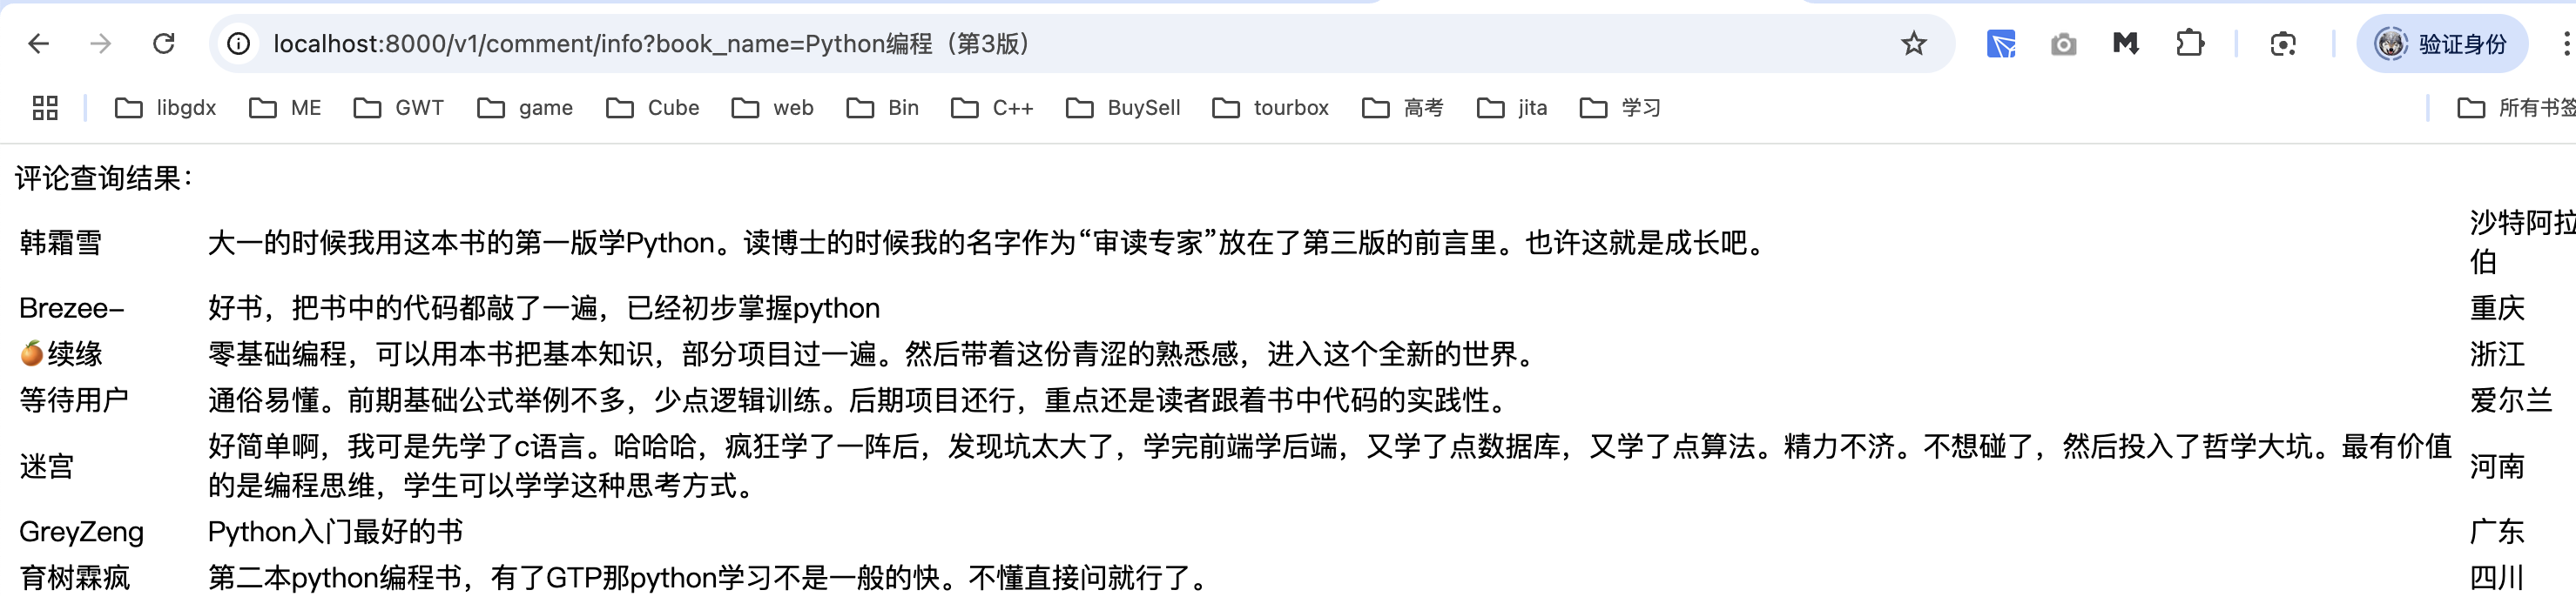 localhost:8000/v1/comment/info?book_name=Python编程（第3版）
验证身份
libgdx ME GWT game Cube web Bin C++ BuySell tourbox 高考 jita 学习 所有书签
评论查询结果：
韩霜雪 大一的时候我用这本书的第一版学Python。读博士的时候我的名字作为“审读专家”放在了第三版的前言里。也许这就是成长吧。 沙特阿拉
伯
Brezee– 好书，把书中的代码都敲了一遍，已经初步掌握python 重庆
🍊续缘 零基础编程，可以用本书把基本知识，部分项目过一遍。然后带着这份青涩的熟悉感，进入这个全新的世界。 浙江
等待用户 通俗易懂。前期基础公式举例不多，少点逻辑训练。后期项目还行，重点还是读者跟着书中代码的实践性。 爱尔兰
迷宫 好简单啊，我可是先学了c语言。哈哈哈，疯狂学了一阵后，发现坑太大了，学完前端学后端，又学了点数据库，又学了点算法。精力不济。不想碰了，然后投入了哲学大坑。最有价值
的是编程思维，学生可以学学这种思考方式。 河南
GreyZeng Python入门最好的书 广东
育树霖疯 第二本python编程书，有了GTP那python学习不是一般的快。不懂直接问就行了。 四川